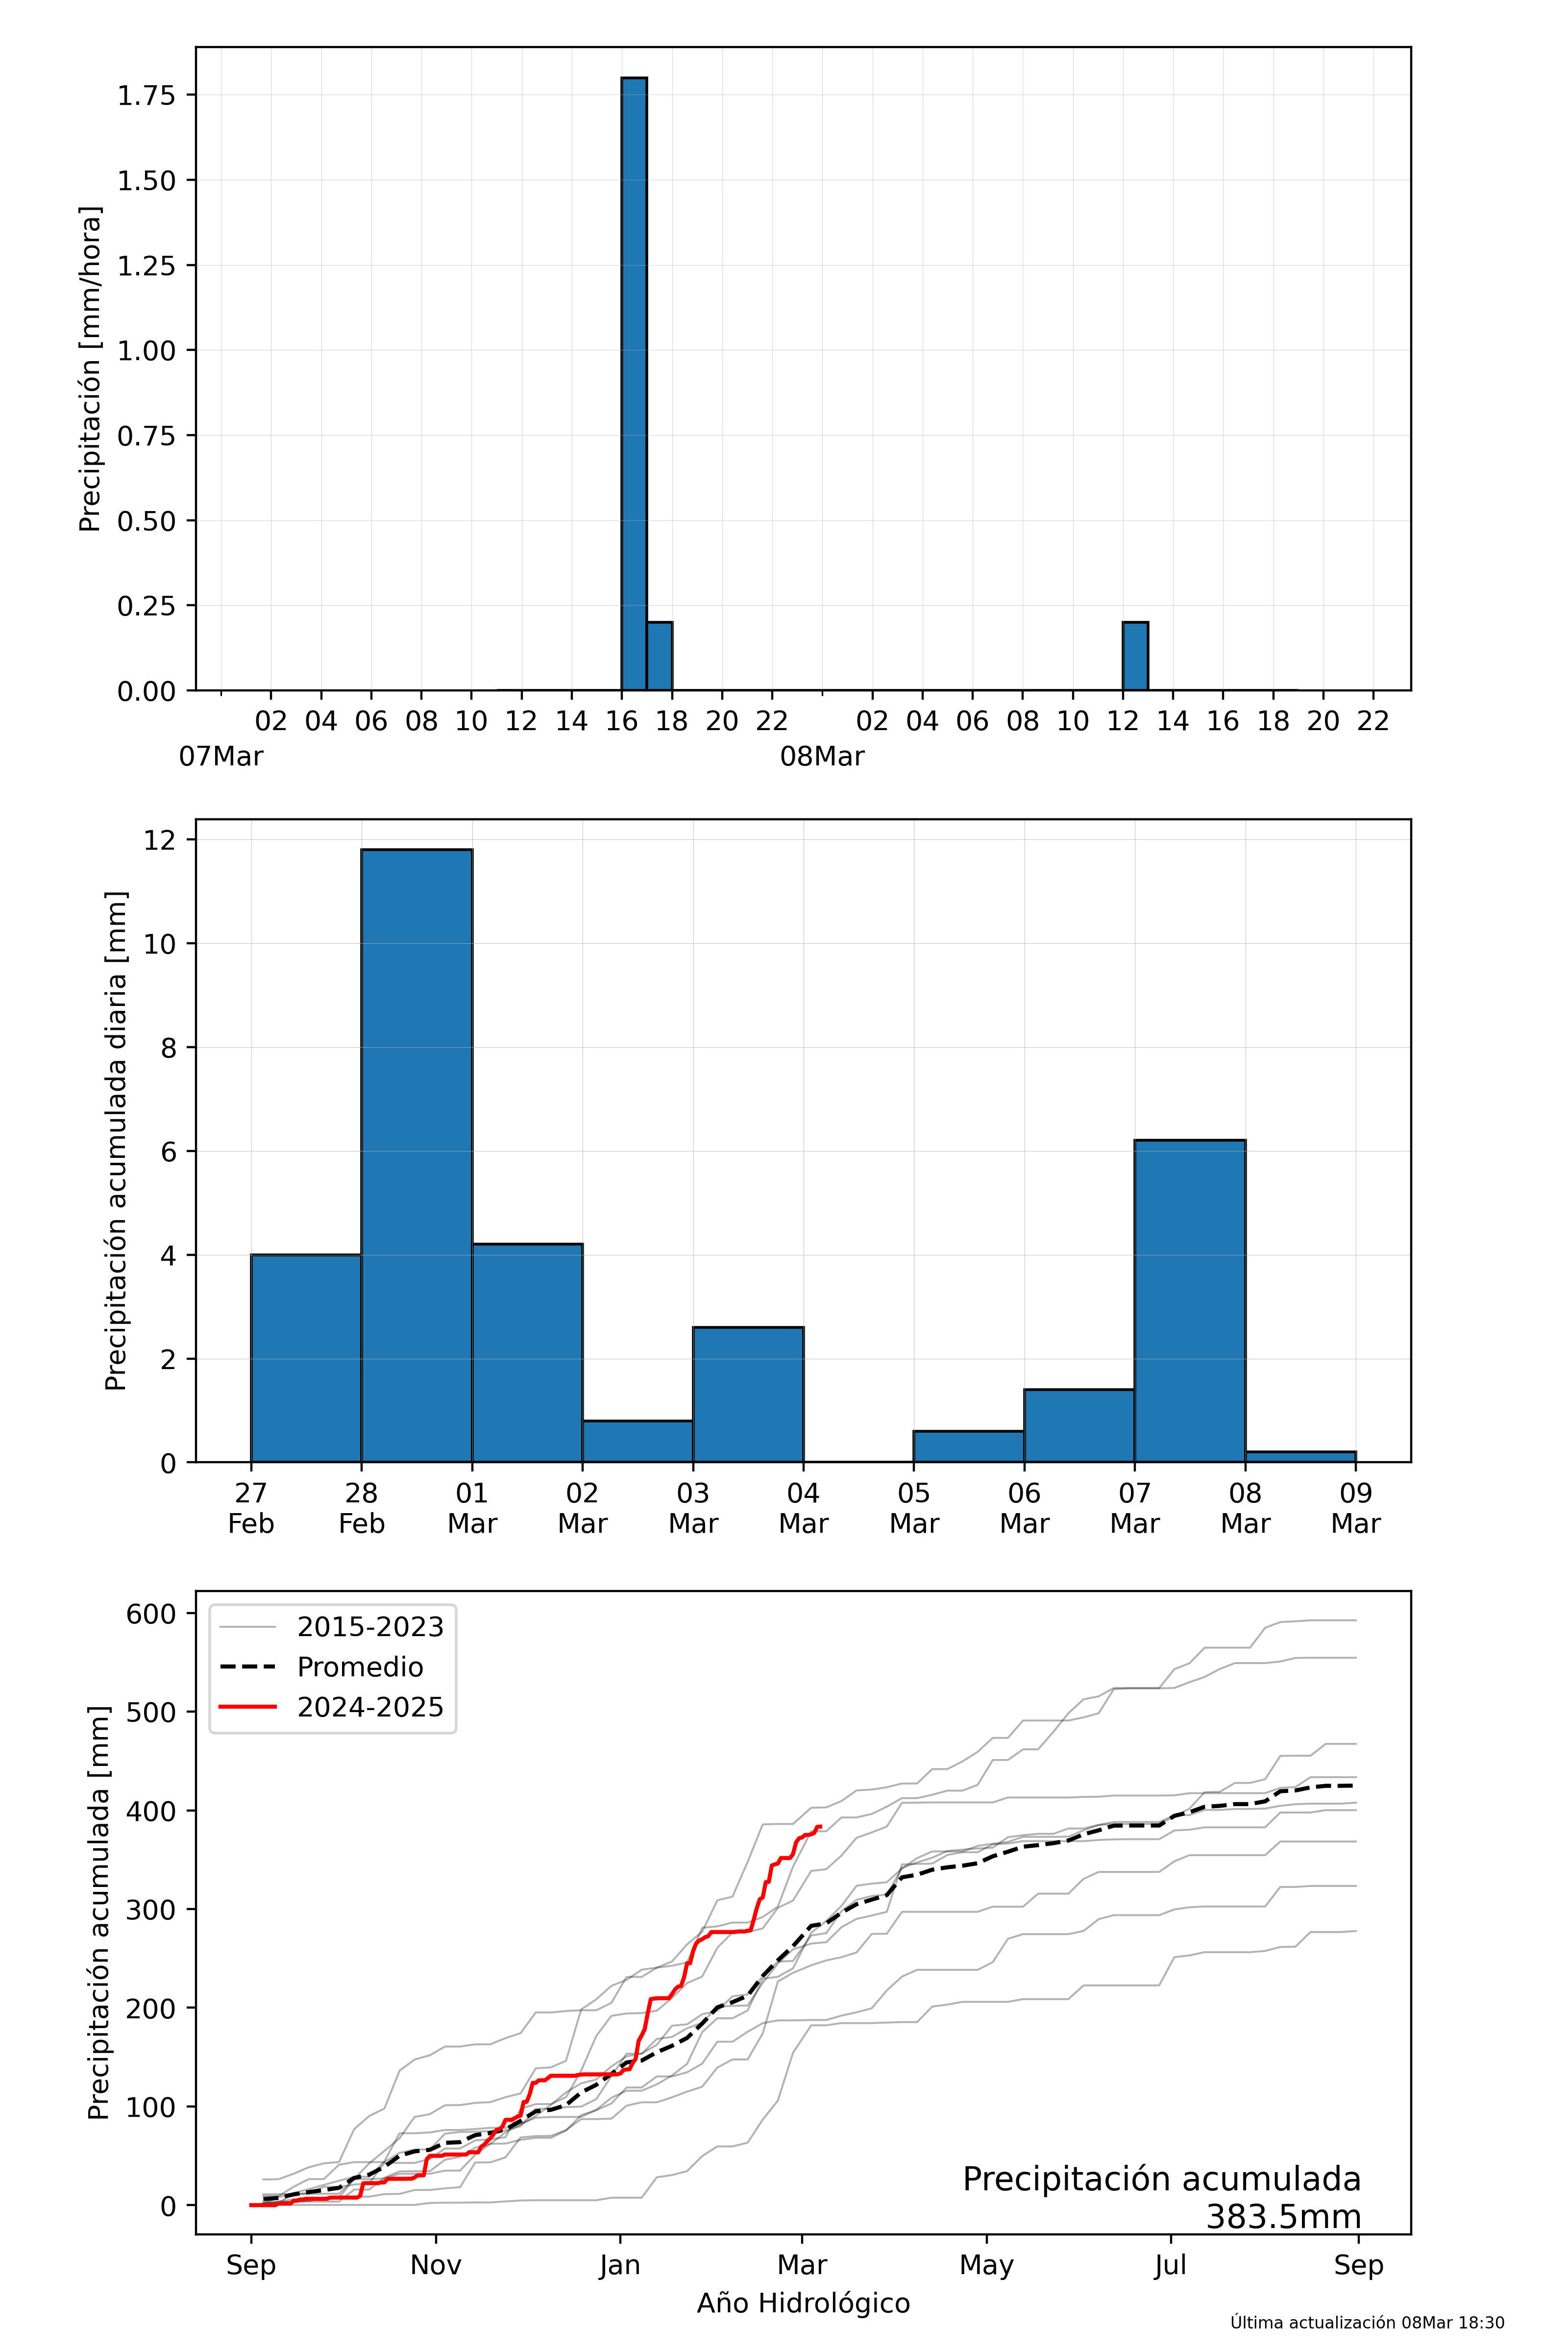 Precipitación [mm/hora]
1.75
1.50
1.25
1.00
0.75
0.50
0.25
0.00
02 04 06 08 10 12 14 16 18 20 22 02 04 06 08 10 12 14 16 18 20 22
07Mar 08Mar
Precipitación acumulada diaria [mm]
12
10
8
6
4
2
0
27 28 01 02 03 04 05 06 07 08 09
Feb Feb Mar Mar Mar Mar Mar Mar Mar Mar Mar
Precipitación acumulada [mm]
600
500
400
300
200
100
0
2015-2023
Promedio
2024-2025
Precipitación acumulada
383.5mm
Sep Nov Jan Mar May Jul Sep
Año Hidrológico
Última actualización 08Mar 18:30